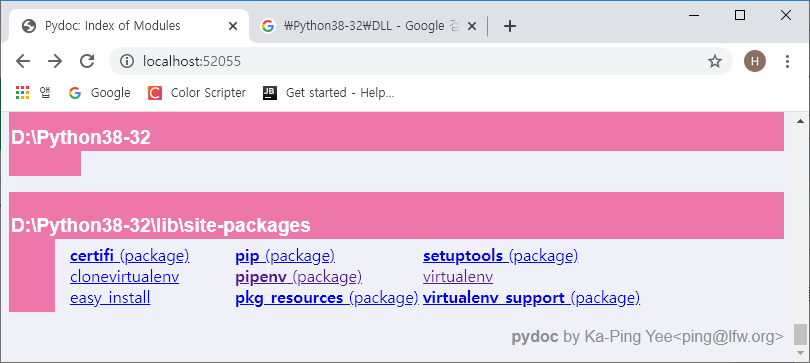 Pydoc: Index of Modules
₩Python38-32₩DLL - Google 검
localhost:52055
H
앱 Google Color Scripter Get started - Help...
D:\Python38-32
D:\Python38-32\lib\site-packages
certifi (package) pip (package) setuptools (package)
clonevirtualenv pipenv (package) virtualenv
easy_install pkg_resources (package) virtualenv_support (package)
pydoc by Ka-Ping Yee<ping@lfw.org>